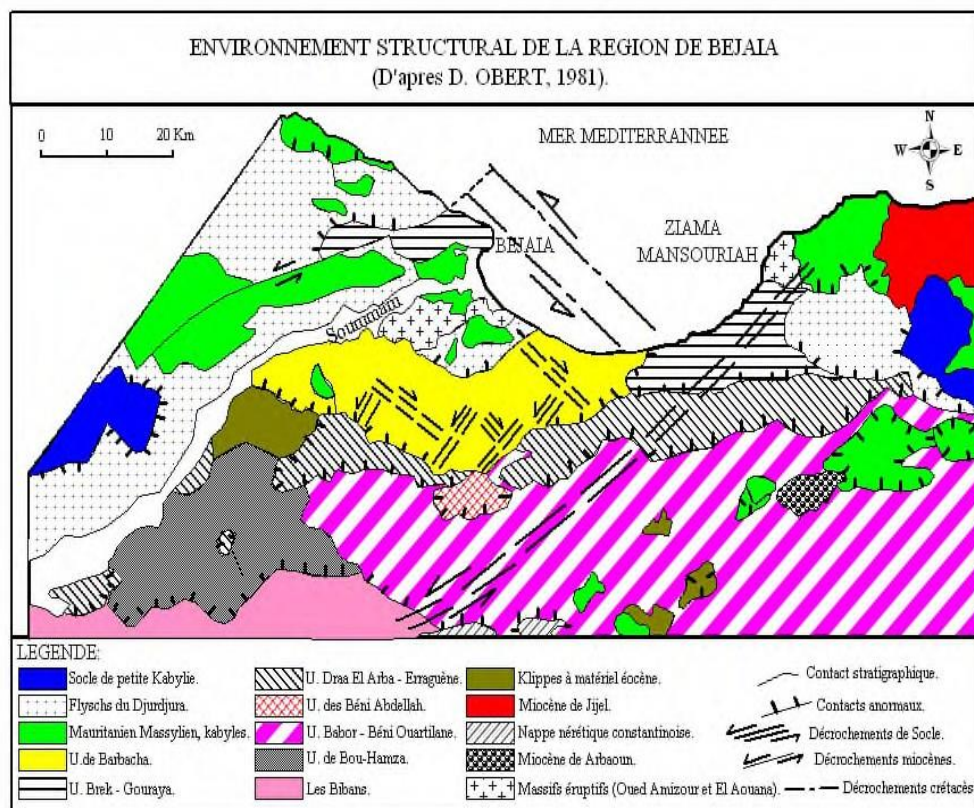 ENVIRONNEMENT STRUCTURAL DE LA REGION DE BEJAIA
(D'apres D. OBERT, 1981).
0 10 20 Km
MER MEDITERRANNEE
N
W E
S
ZIAMA
MANSOURIAH
BEJAIA
Soummam
LEGENDE:
Socle de petite Kabylie.
Flyschs du Djurdjura.
Mauritanien Massylien, kabyles.
U.de Barbacha.
U. Brek - Gouraya.
U. Draa El Arba - Erraguène.
U. des Béni Abdellah.
U. Babor - Béni Ouartilane.
U. de Bou-Hamza.
Les Bibans.
Klippes à matériel éocène.
Miocène de Jijel.
Nappe néritique constantinoise.
Miocène de Arbaoun.
Massifs éruptifs (Oued Amizour et El Aouana).
Contact stratigraphique.
Contacts anormaux.
Décrochements de Socle.
Décrochements miocènes.
Décrochements crétacés